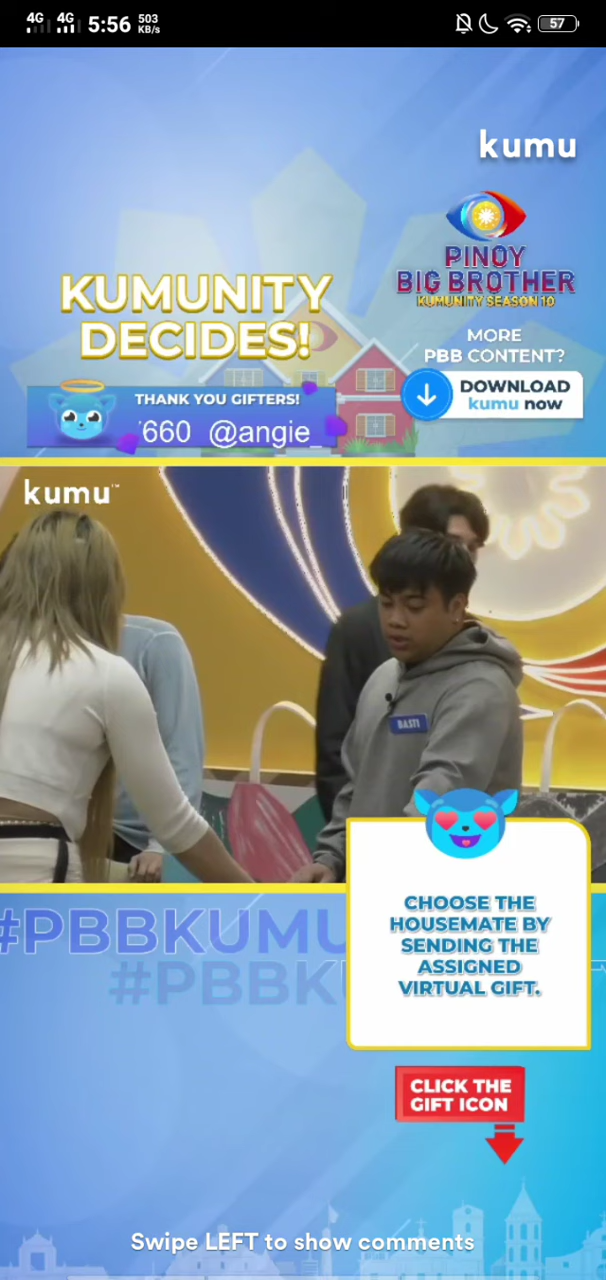 4G 4G 5:56 503 KB/s 57
kumu
PINOY
BIG BROTHER
KUMUNITY SEASON 10
KUMUNITY
DECIDES!
MORE
PBB CONTENT?
DOWNLOAD
kumu now
THANK YOU GIFTERS!
660 @angie_
kumu™
BASTI
CHOOSE THE
HOUSEMATE BY
SENDING THE
ASSIGNED
VIRTUAL GIFT.
#PBBKUMU
#PBBK
CLICK THE
GIFT ICON
Swipe LEFT to show comments